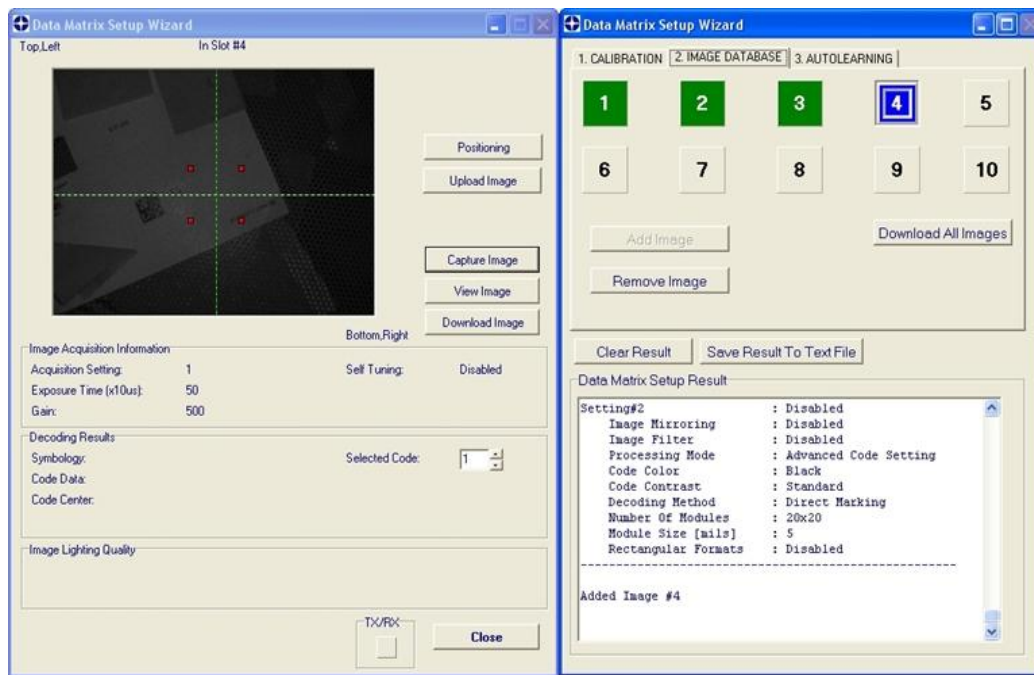 Data Matrix Setup Wizard
Top,Left In Slot #4
Positioning
Upload Image
Capture Image
View Image
Download Image
Bottom,Right
Image Acquisition Information
Acquisition Setting: 1 Self Tuning: Disabled
Exposure Time (x10us): 50
Gain: 500
Decoding Results
Symbology: Selected Code: 1
Code Data:
Code Center:
Image Lighting Quality
TX/RX
Close
Data Matrix Setup Wizard
1. CALIBRATION 2. IMAGE DATABASE 3. AUTOLEARNING
1 2 3 4 5
6 7 8 9 10
Add Image Download All Images
Remove Image
Clear Result Save Result To Text File
Data Matrix Setup Result
Setting#2 : Disabled
Image Mirroring : Disabled
Image Filter : Disabled
Processing Mode : Advanced Code Setting
Code Color : Black
Code Contrast : Standard
Decoding Method : Direct Marking
Number Of Modules : 20x20
Module Size [mils] : 5
Rectangular Formats : Disabled
----------------------------------------------------
Added Image #4